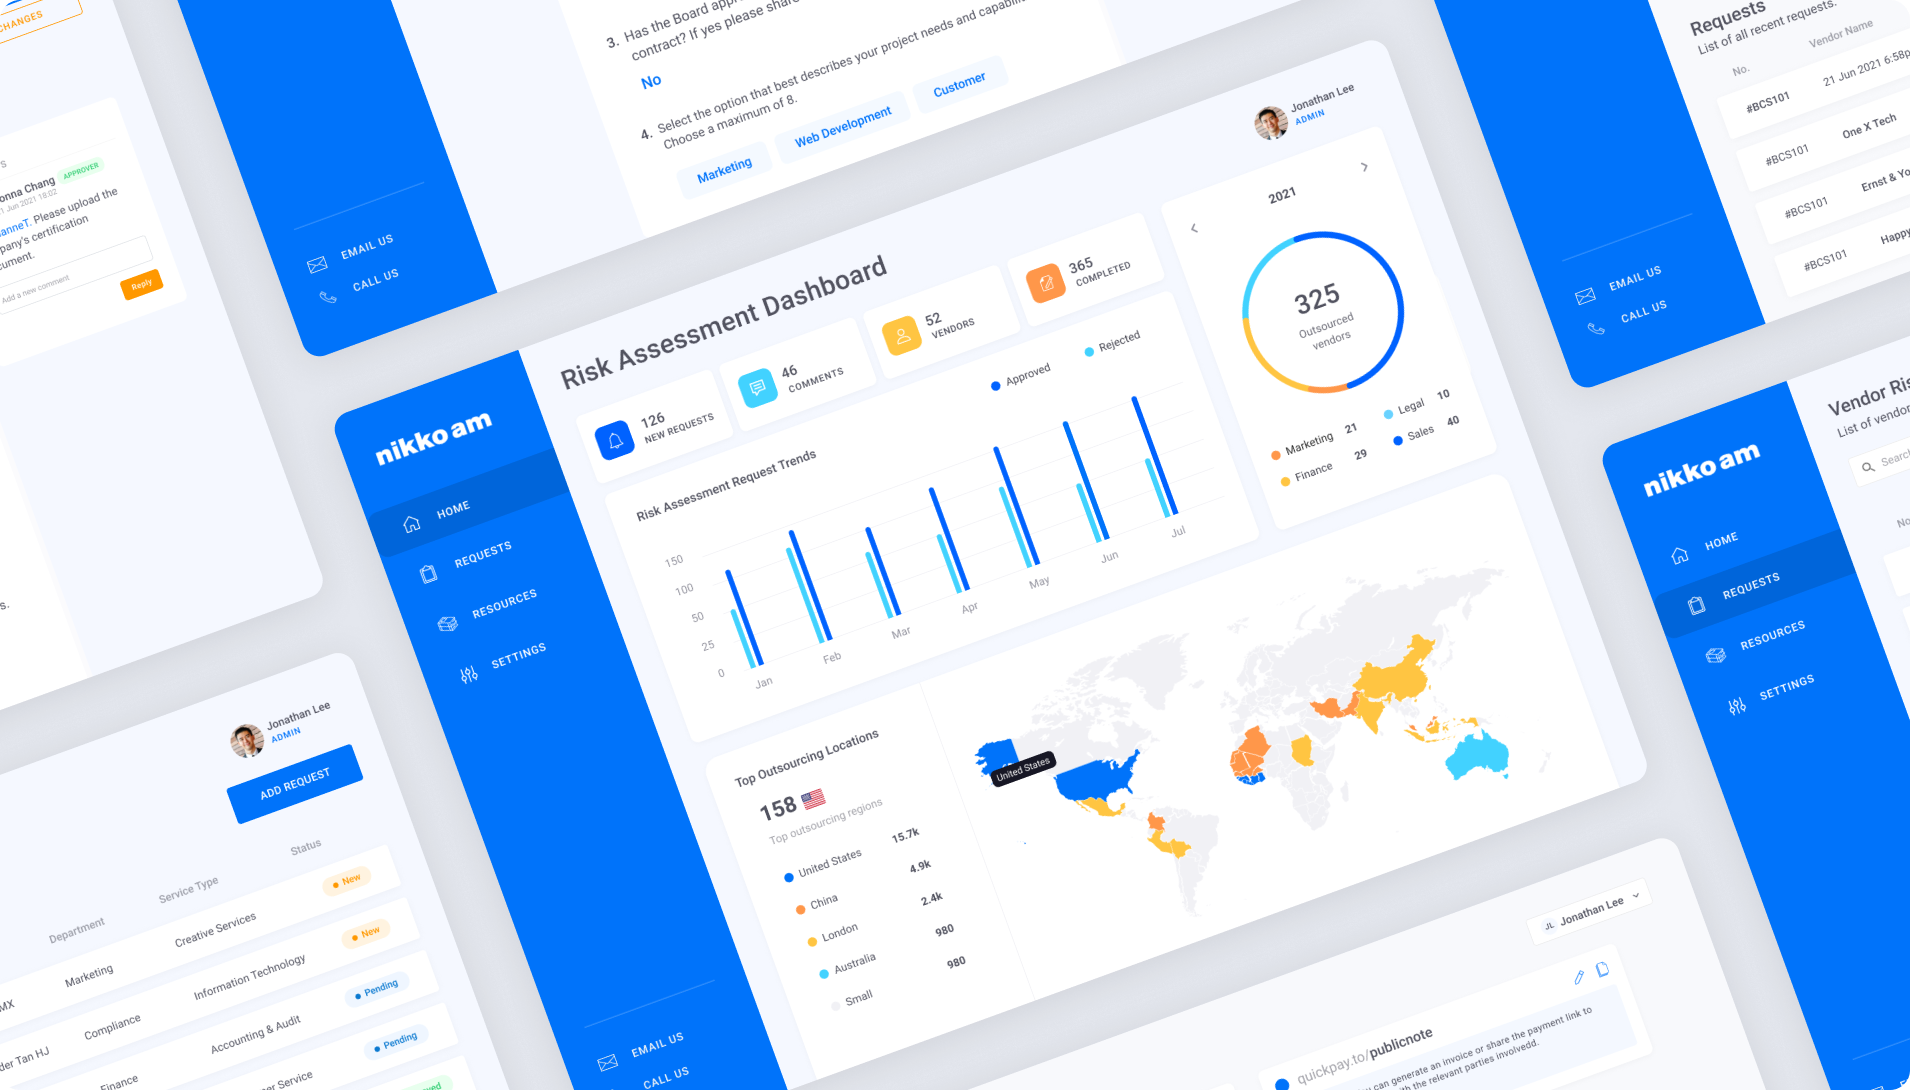 CHANGES
S
onna Chang APPROVER
1 Jun 2021 18:02
anneT. Please upload the
pany's certification
cument.
Add a new comment
Reply
s.
EMAIL US
CALL US
3. Has the Board appr
contract? If yes please share
No
4. Select the option that best describes your project needs and capabilit
Choose a maximum of 8.
Marketing
Web Development
Customer
Requests
List of all recent requests.
No.
Vendor Name
#BCS101
21 Jun 2021 6:58p
#BCS101
One X Tech
#BCS101
Ernst & Yo
#BCS101
Happy
EMAIL US
CALL US
nikko am
HOME
REQUESTS
RESOURCES
SETTINGS
EMAIL US
CALL US
Jonathan Lee
ADMIN
Risk Assessment Dashboard
126
NEW REQUESTS
46
COMMENTS
52
VENDORS
365
COMPLETED
Risk Assessment Request Trends
Approved
Rejected
150
100
50
25
0
Jan
Feb
Mar
Apr
May
Jun
Jul
2021
325
Outsourced
vendors
Marketing 21
Legal 10
Finance 29
Sales 40
Top Outsourcing Locations
158
Top outsourcing regions
United States 15.7k
China 4.9k
London 2.4k
Australia 980
Small 980
United States
Jonathan Lee
ADMIN
ADD REQUEST
Department
Service Type
Status
MX
Marketing
Creative Services
New
der Tan HJ
Compliance
Information Technology
New
Finance
Accounting & Audit
Pending
er Service
Pending
ved
JL Jonathan Lee
quickpay.to/publicnote
ou can generate an invoice or share the payment link to
th the relevant parties involvedd.
nikko am
HOME
REQUESTS
RESOURCES
SETTINGS
Vendor Ris
List of vendor
Search
No